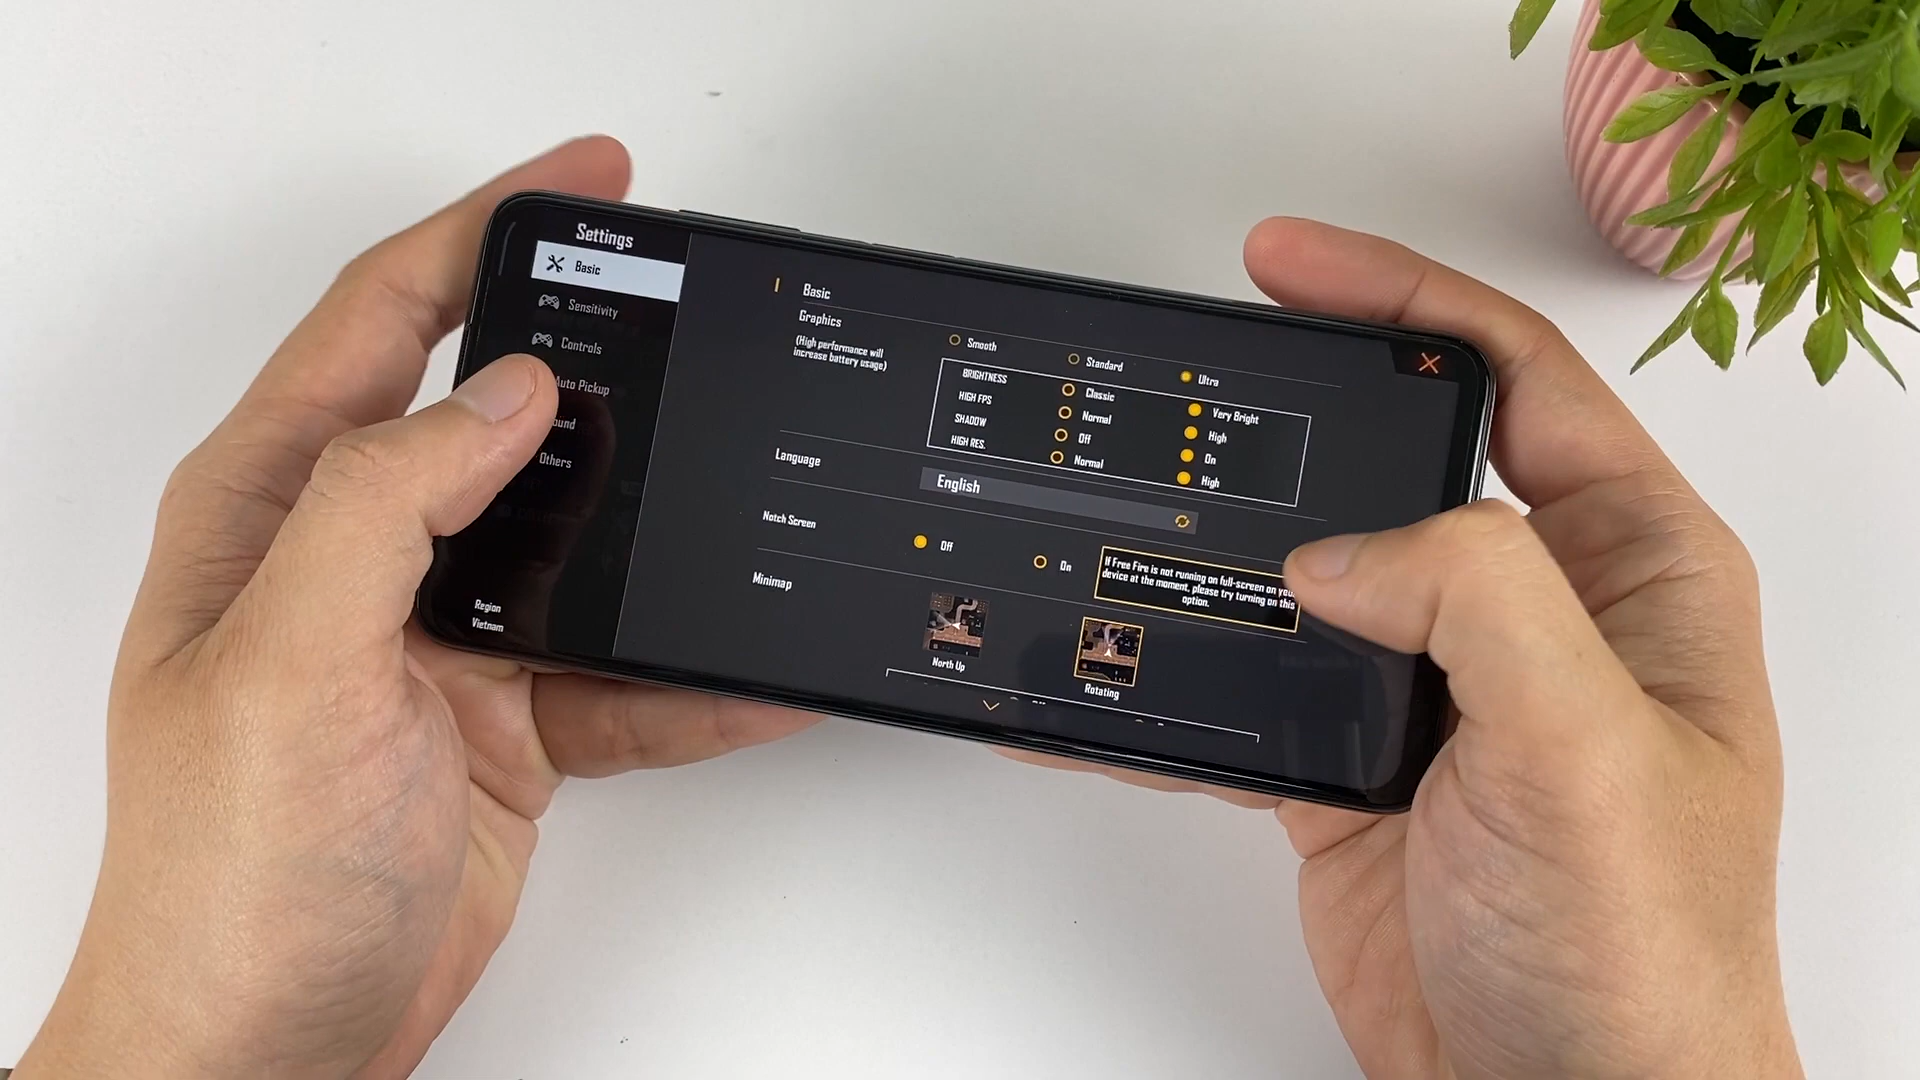 Settings
Basic
Sensitivity
Controls
Auto Pickup
ound
Others
Region
Vietnam
Basic
Graphics
(High performance will
increase battery usage)
Smooth
Standard
Ultra
BRIGHTNESS
Classic
Very Bright
HIGH FPS
Normal
High
SHADOW
Off
On
HIGH RES.
Normal
High
Language
English
Notch Screen
Off
On
If Free Fire is not running on full-screen on you
device at the moment, please try turning on this
option.
Minimap
North Up
Rotating